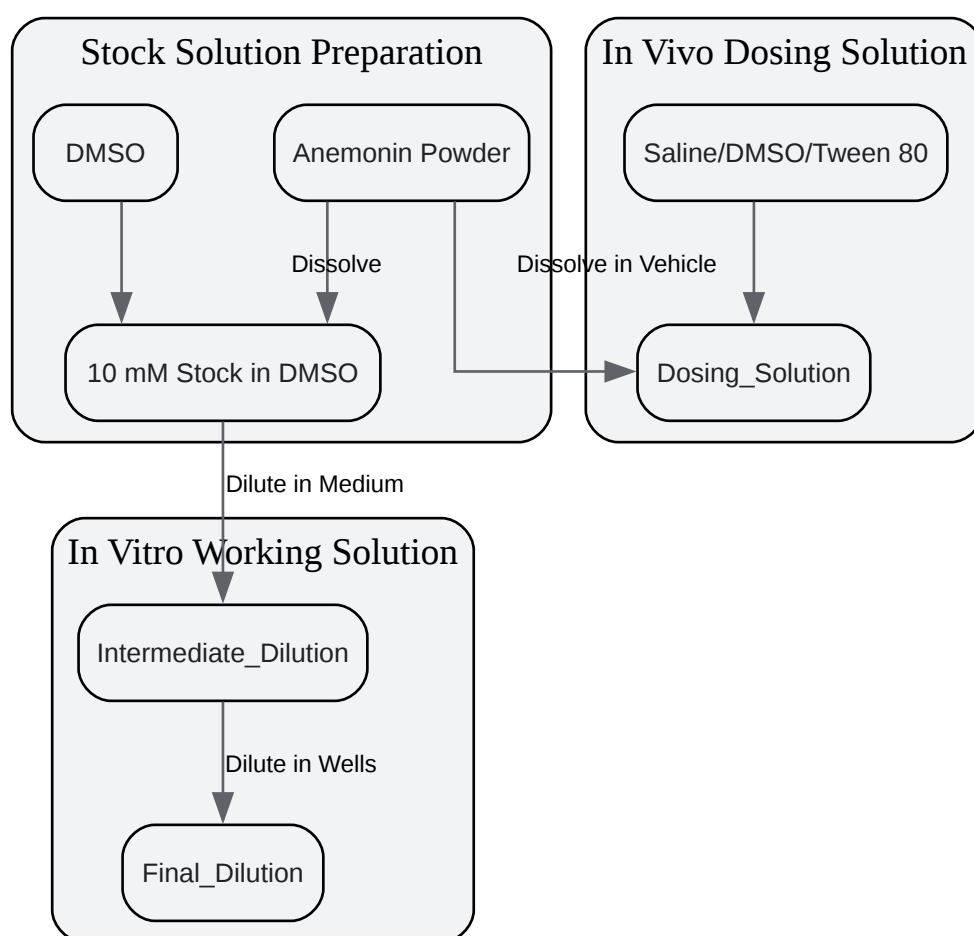 Stock Solution Preparation
In Vivo Dosing Solution
DMSO
Anemonin Powder
Saline/DMSO/Tween 80
Dissolve
Dissolve in Vehicle
10 mM Stock in DMSO
Dosing_Solution
Dilute in Medium
In Vitro Working Solution
Intermediate_Dilution
Dilute in Wells
Final_Dilution